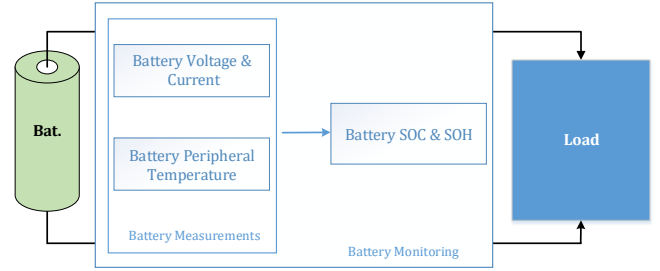 Bat.
Battery Voltage &
Current
Battery Peripheral
Temperature
Battery Measurements
Battery SOC & SOH
Battery Monitoring
Load